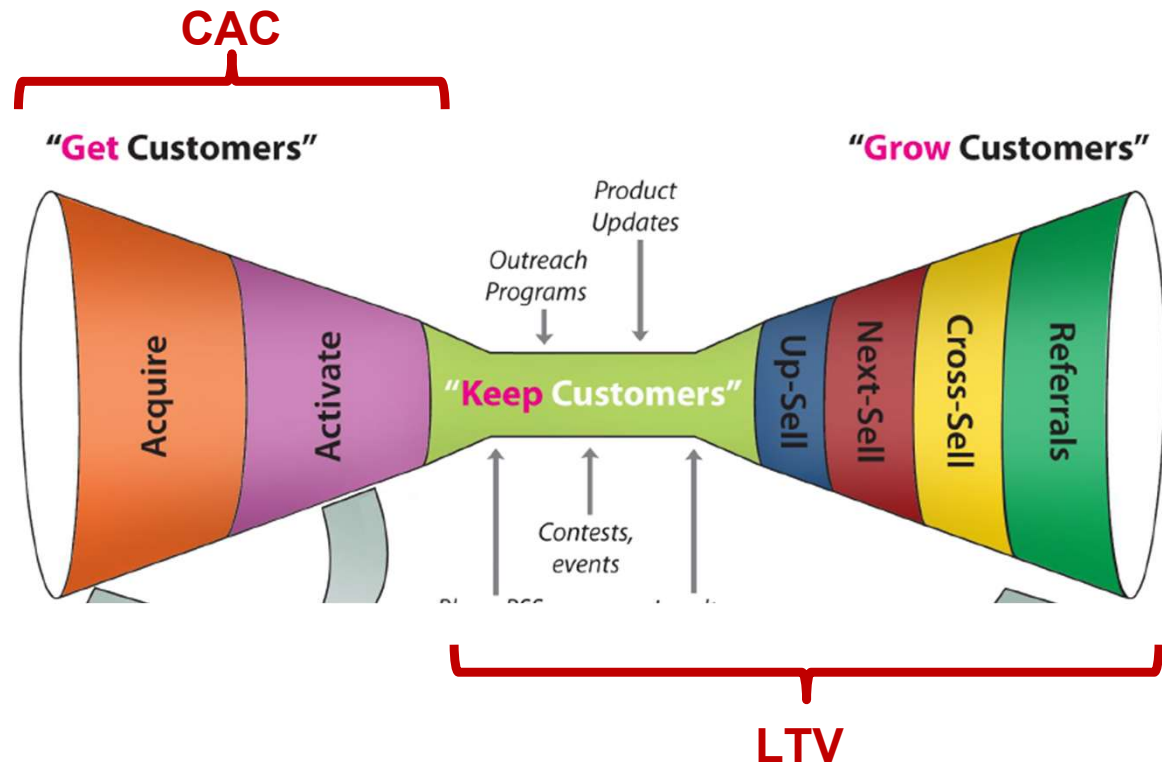 CAC
“Get Customers”
“Grow Customers”
Product
Updates
Outreach
Programs
Acquire
Activate
“Keep Customers”
Up-Sell
Next-Sell
Cross-Sell
Referrals
Contests,
events
LTV